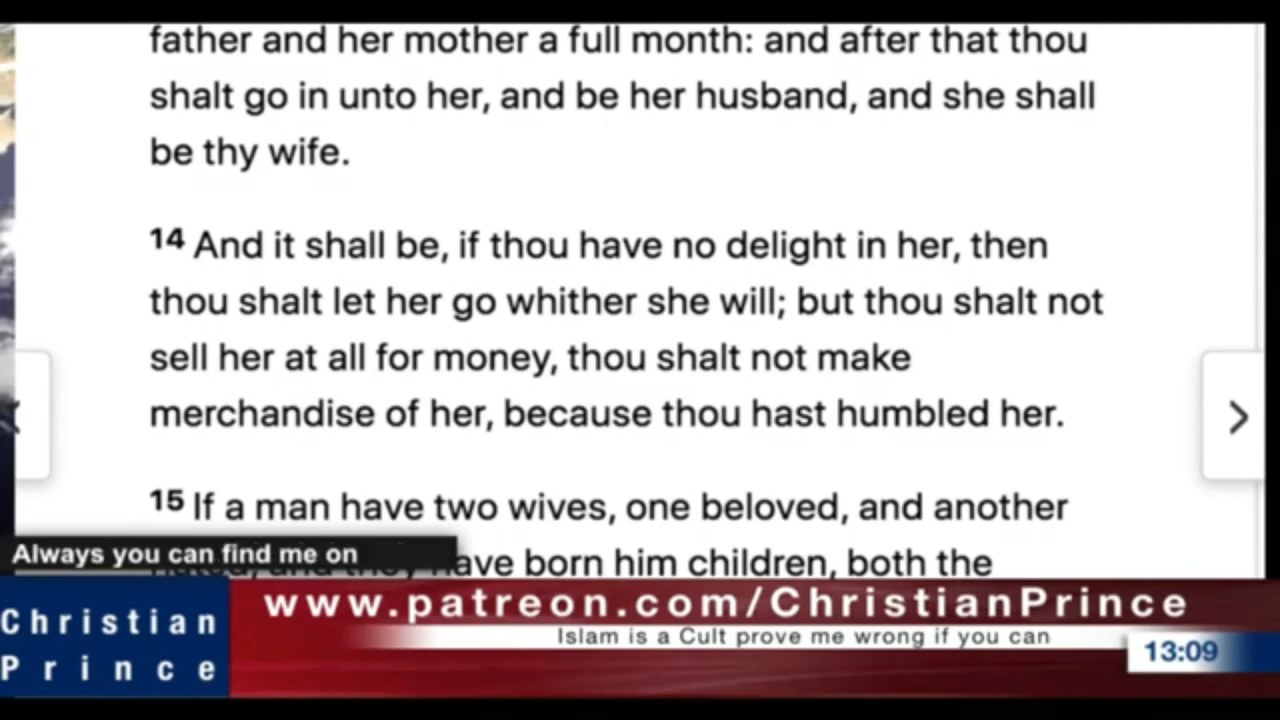 father and her mother a full month: and after that thou
shalt go in unto her, and be her husband, and she shall
be thy wife.
14 And it shall be, if thou have no delight in her, then
thou shalt let her go whither she will; but thou shalt not
sell her at all for money, thou shalt not make
merchandise of her, because thou hast humbled her.
15 If a man have two wives, one beloved, and another
Always you can find me on
have born him children, both the
www.patreon.com/ChristianPrince
Christian
Prince
Islam is a Cult prove me wrong if you can
13:09